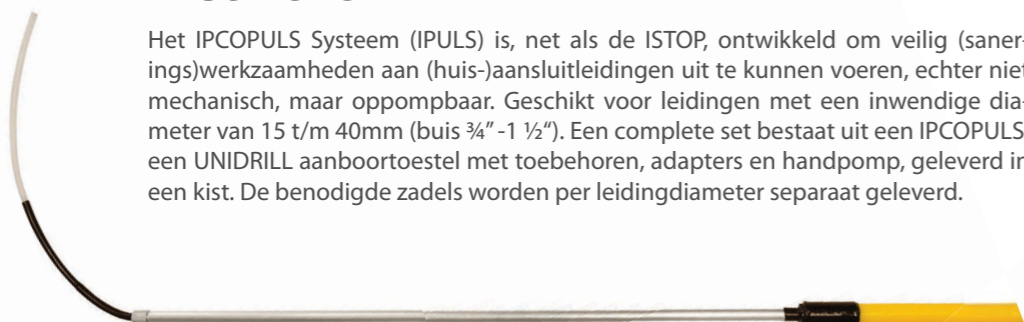 Het IPCOPULS Systeem (IPULS) is, net als de ISTOP, ontwikkeld om veilig (saner-
ings)werkzaamheden aan (huis-)aansluitleidingen uit te kunnen voeren, echter niet
mechanisch, maar oppompbaar. Geschikt voor leidingen met een inwendige dia-
meter van 15 t/m 40mm (buis ¾” -1 ½“). Een complete set bestaat uit een IPCOPULS
een UNIDRILL aanboortoestel met toebehoren, adapters en handpomp, geleverd in
een kist. De benodigde zadels worden per leidingdiameter separaat geleverd.